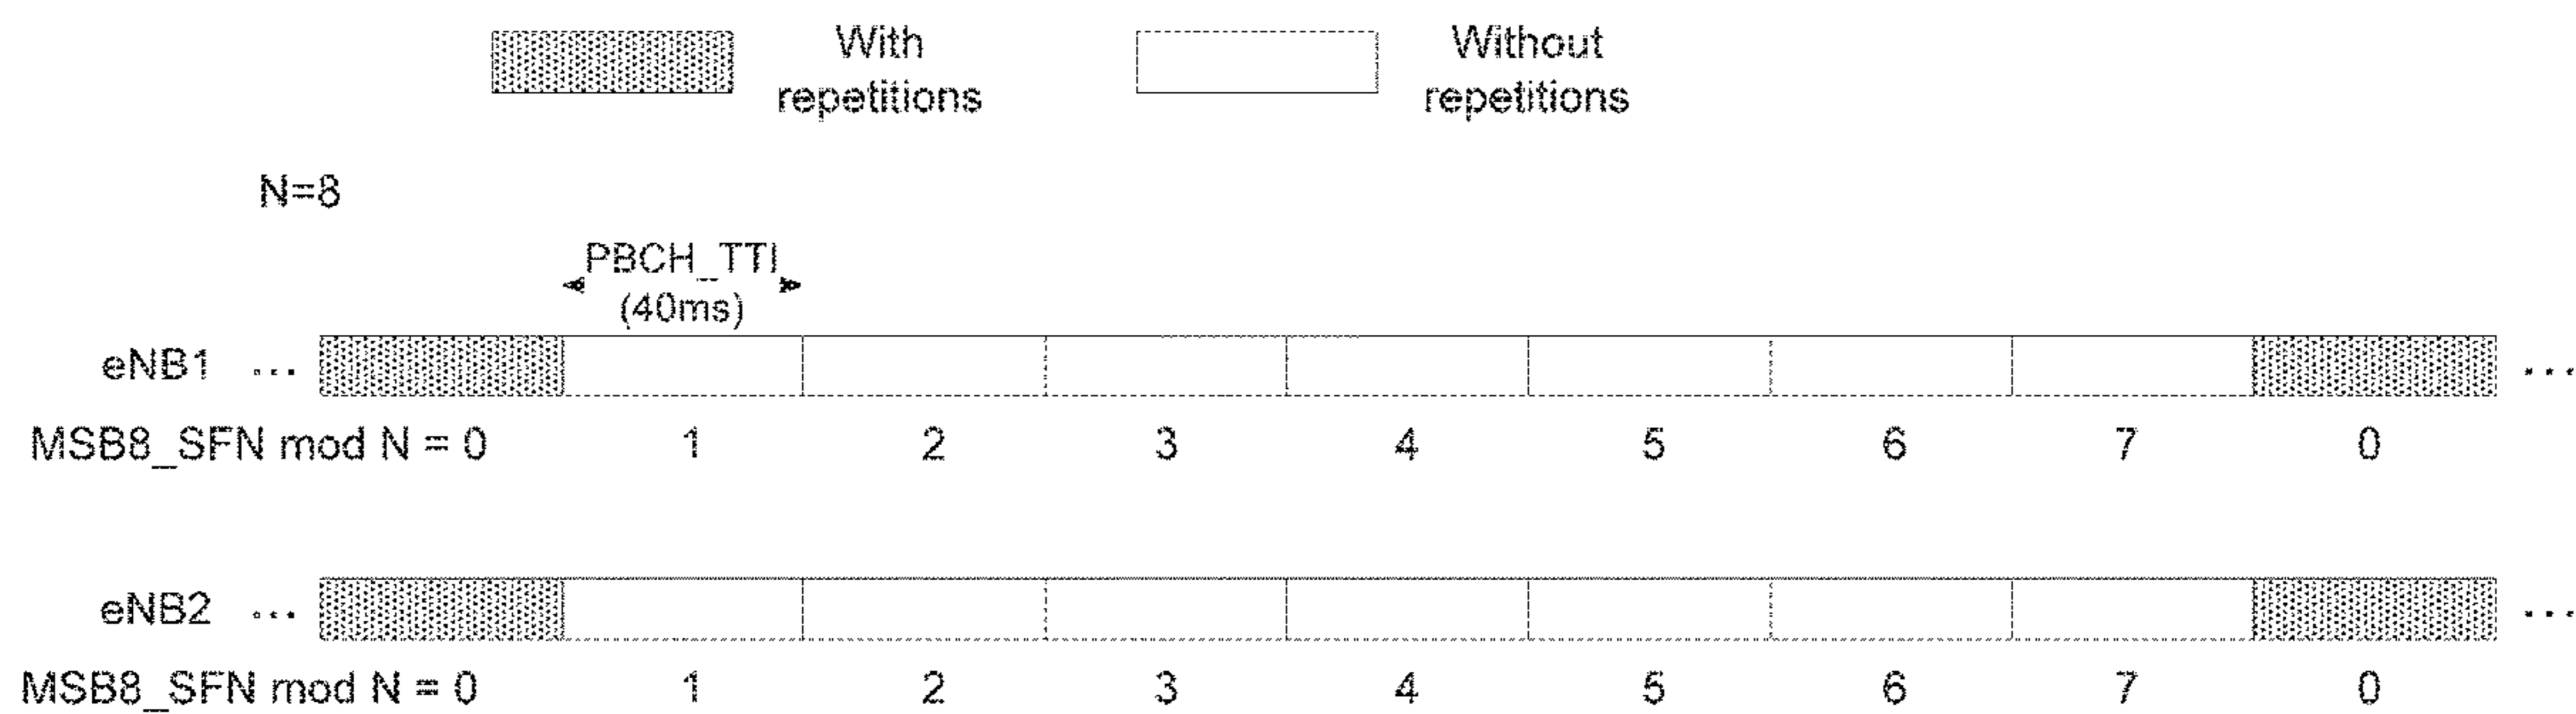 With
repetitions
Without
repetitions
N=8
PBCH_TTI
(40ms)
eNB1 ... ...
MSB8_SFN mod N = 0 1 2 3 4 5 6 7 0
eNB2 ... ...
MSB8_SFN mod N = 0 1 2 3 4 5 6 7 0